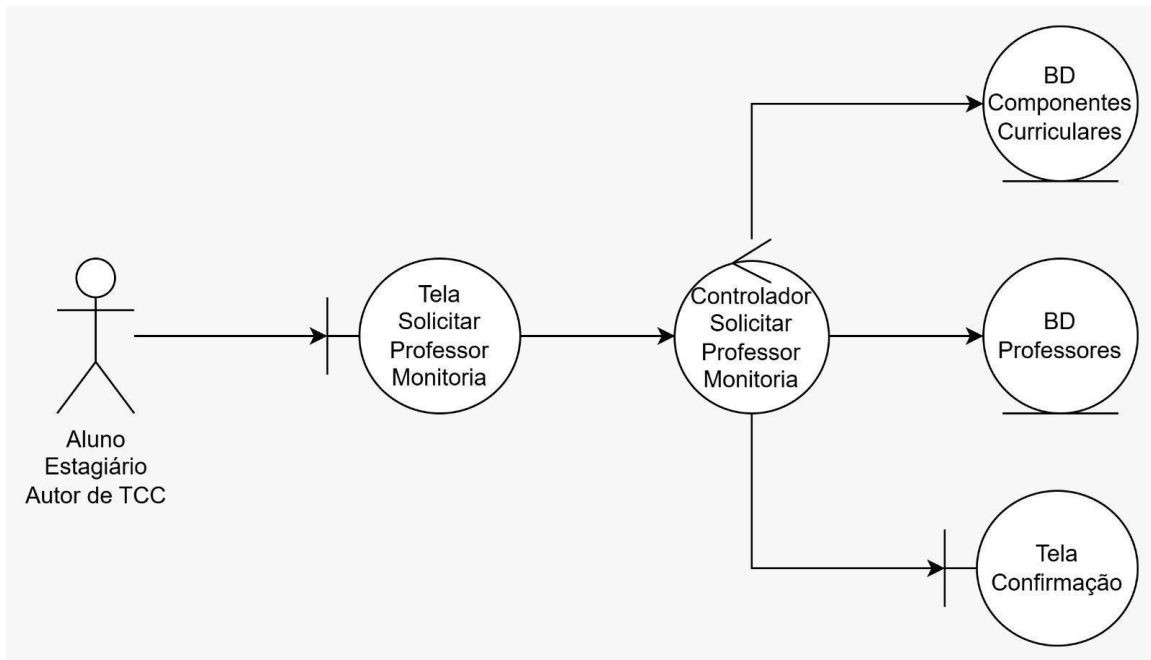 Aluno
Estagiário
Autor de TCC
Tela
Solicitar
Professor
Monitoria
Controlador
Solicitar
Professor
Monitoria
BD
Componentes
Curriculares
BD
Professores
Tela
Confirmação